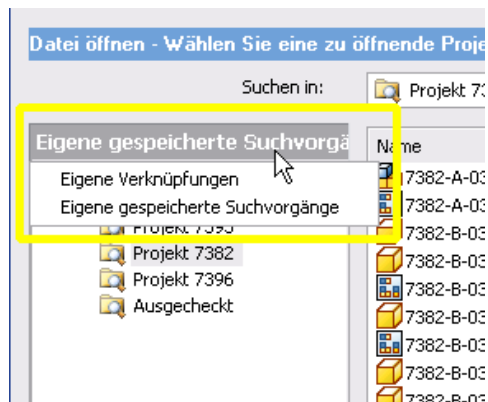 Datei öffnen - Wählen Sie eine zu öffnende Proje
Suchen in:
Projekt 73
Eigene gespeicherte Suchvorgä
Name
Eigene Verknüpfungen
Eigene gespeicherte Suchvorgänge
Projekt 7395
Projekt 7382
Projekt 7396
Ausgecheckt
7382-A-03
7382-A-03
7382-B-03
7382-B-03
7382-B-03
7382-B-03
7382-B-03
7382-B-03
7382-B-03